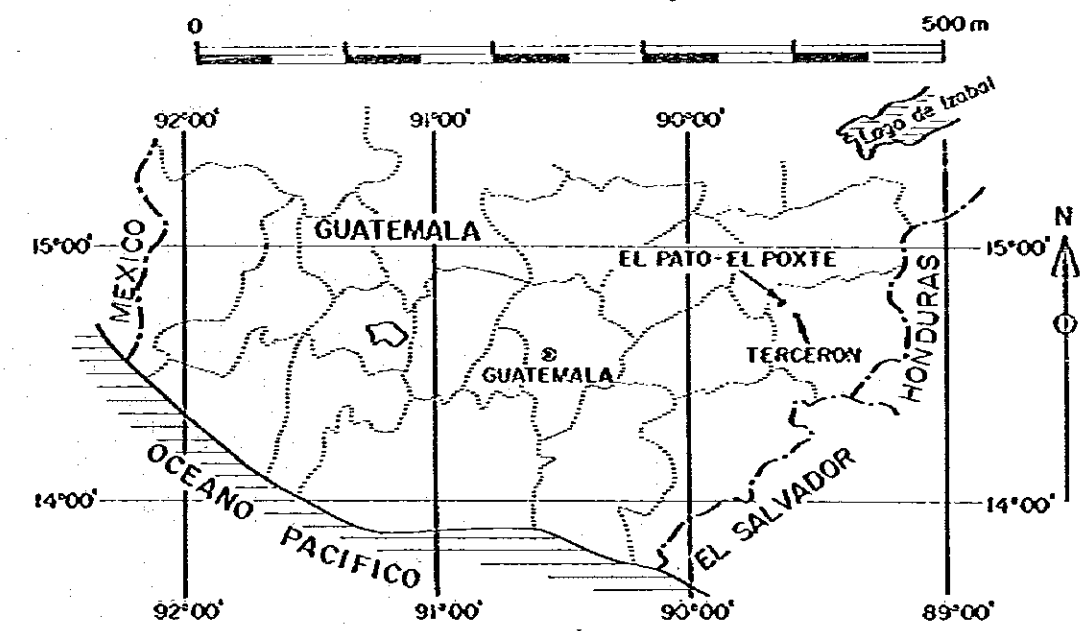 0 500 m
Lago de Izabal
92°00' 91°00' 90°00'
MEXICO
GUATEMALA
15°00' 15°00'
N
EL PATO-EL POXTE
HONDURAS
TERCERON
GUATEMALA
OCEANO PACIFICO
14°00' 14°00'
EL SALVADOR
92°00' 91°00' 90°00' 89°00'